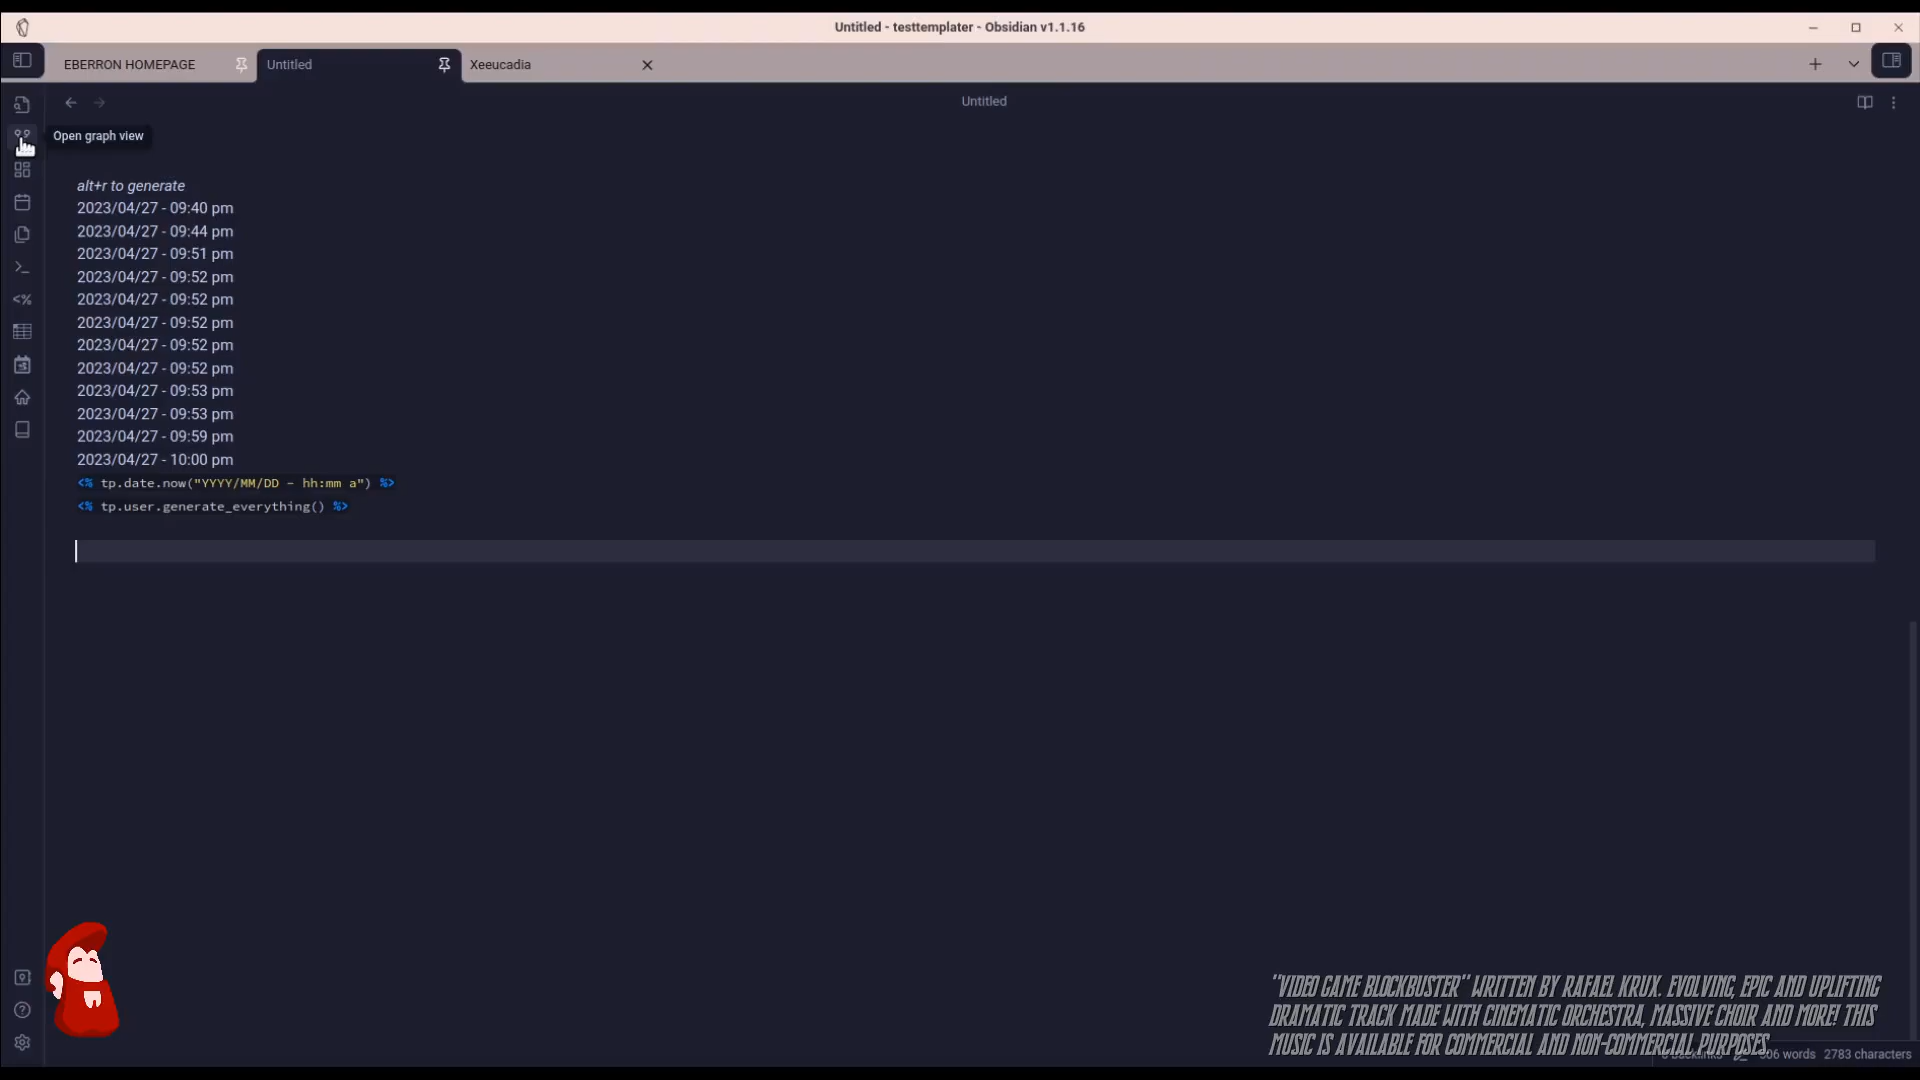 Untitled - testtemplater - Obsidian v1.1.16
EBERRON HOMEPAGE
Untitled
Xeeucadia
Untitled
Open graph view
alt+r to generate
2023/04/27 - 09:40 pm
2023/04/27 - 09:44 pm
2023/04/27 - 09:51 pm
2023/04/27 - 09:52 pm
2023/04/27 - 09:52 pm
2023/04/27 - 09:52 pm
2023/04/27 - 09:52 pm
2023/04/27 - 09:52 pm
2023/04/27 - 09:53 pm
2023/04/27 - 09:53 pm
2023/04/27 - 09:59 pm
2023/04/27 - 10:00 pm
<% tp.date.now("YYYY/MM/DD - hh:mm a") %>
<% tp.user.generate_everything() %>
<%
"VIDEO GAME BLOCKBUSTER" WRITTEN BY RAFAEL KRUX. EVOLVING, EPIC AND UPLIFTING
DRAMATIC TRACK MADE WITH CINEMATIC ORCHESTRA, MASSIVE CHOIR AND MORE! THIS
MUSIC IS AVAILABLE FOR COMMERCIAL AND NON-COMMERCIAL PURPOSES.
words 2783 characters